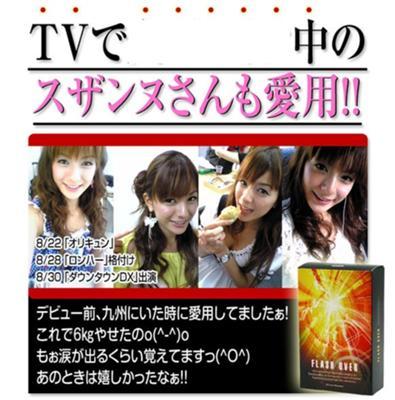 TVで 中の
スザンヌさんも愛用!!
8/22「オリキュン」
8/28「ロンハー」格付け
8/30「ダウンタウンDX」出演
デビュー前、九州にいた時に愛用してましたぁ!
これで6kgやせたのo(^-^)o
もぉ涙が出るくらい覚えてますっ(^O^)
あのときは嬉しかったなぁ!!
FLASH OVER